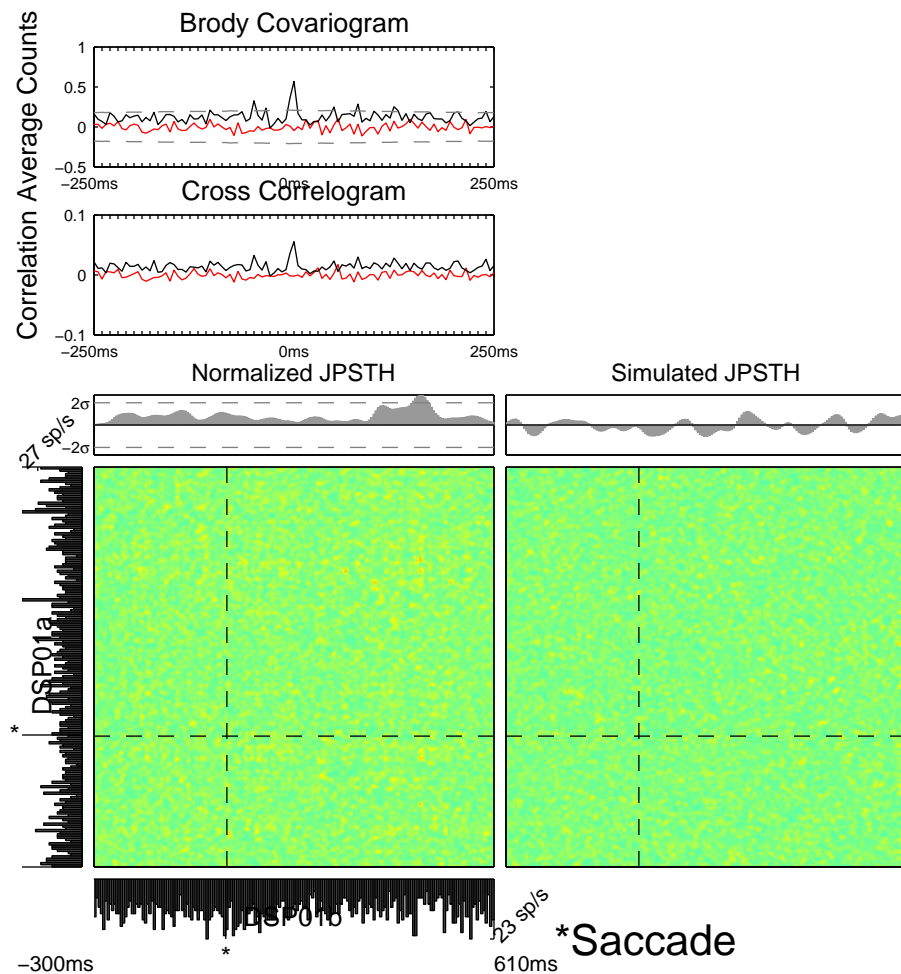 Brody Covariogram
Correlation Average Counts
1
0.5
0
−0.5
−250ms
0ms
250ms
Cross Correlogram
0.1
0
−0.1
−250ms
0ms
250ms
Normalized JPSTH
Simulated JPSTH
2σ
−2σ
27 sp/s
DSP01a
*
DSP01b
*
23 sp/s
*Saccade
−300ms
610ms